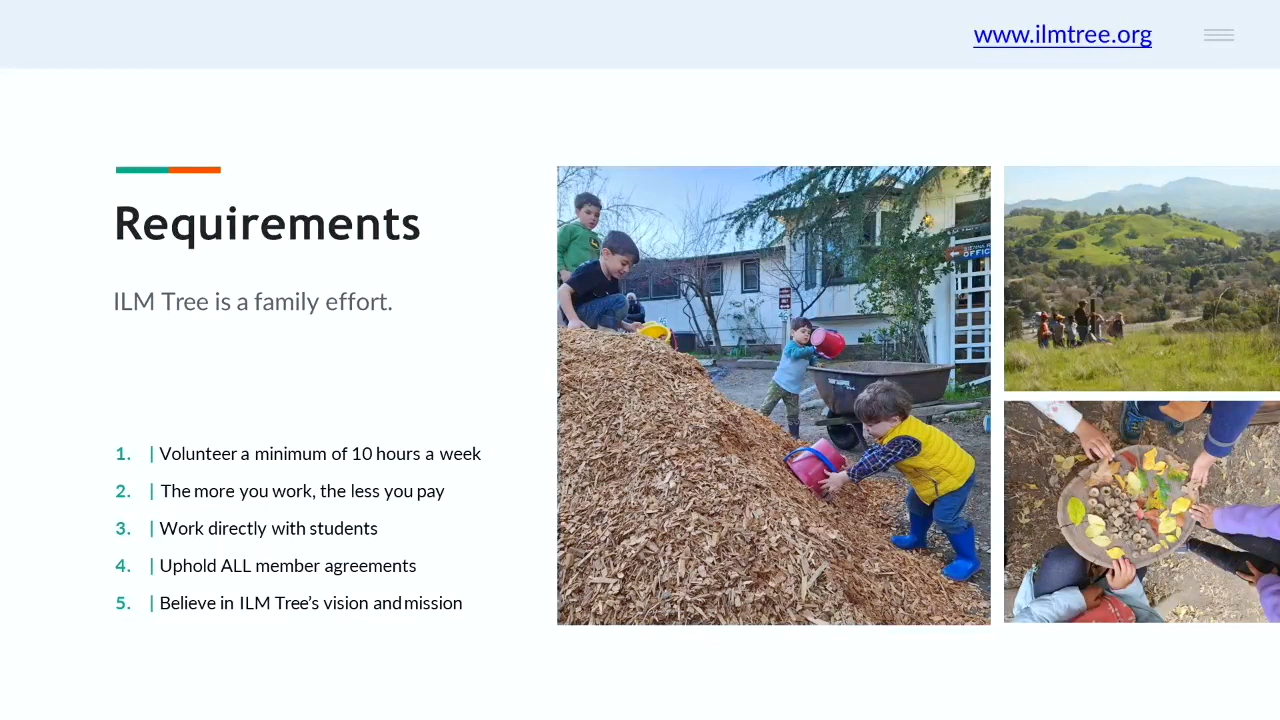 www.ilmtree.org
Requirements
ILM Tree is a family effort.
1. | Volunteer a minimum of 10 hours a week
2. | The more you work, the less you pay
3. | Work directly with students
4. | Uphold ALL member agreements
5. | Believe in ILM Tree’s vision and mission
OFFICE